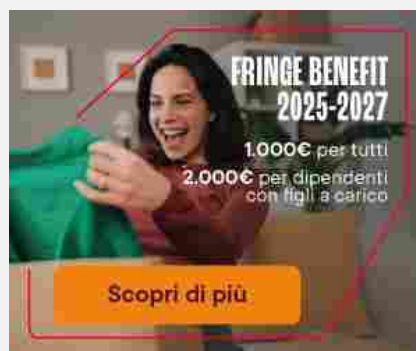 FRINGE BENEFIT
2025-2027
1.000€ per tutti
2.000€ per dipendenti
con figli a carico
Scopri di più